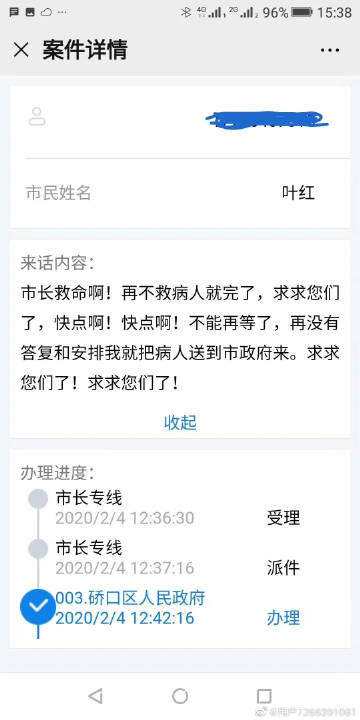 4G 2G 96% 15:38
案件详情
市民姓名 叶红
来话内容：
市长救命啊！再不救病人就完了，求求您们
了，快点啊！快点啊！不能再等了，再没有
答复和安排我就把病人送到市政府来。求求
您们了！求求您们了！
收起
办理进度：
市长专线
2020/2/4 12:36:30 受理
市长专线
2020/2/4 12:37:16 派件
003.硚口区人民政府
2020/2/4 12:42:16 办理
@用户7266201081